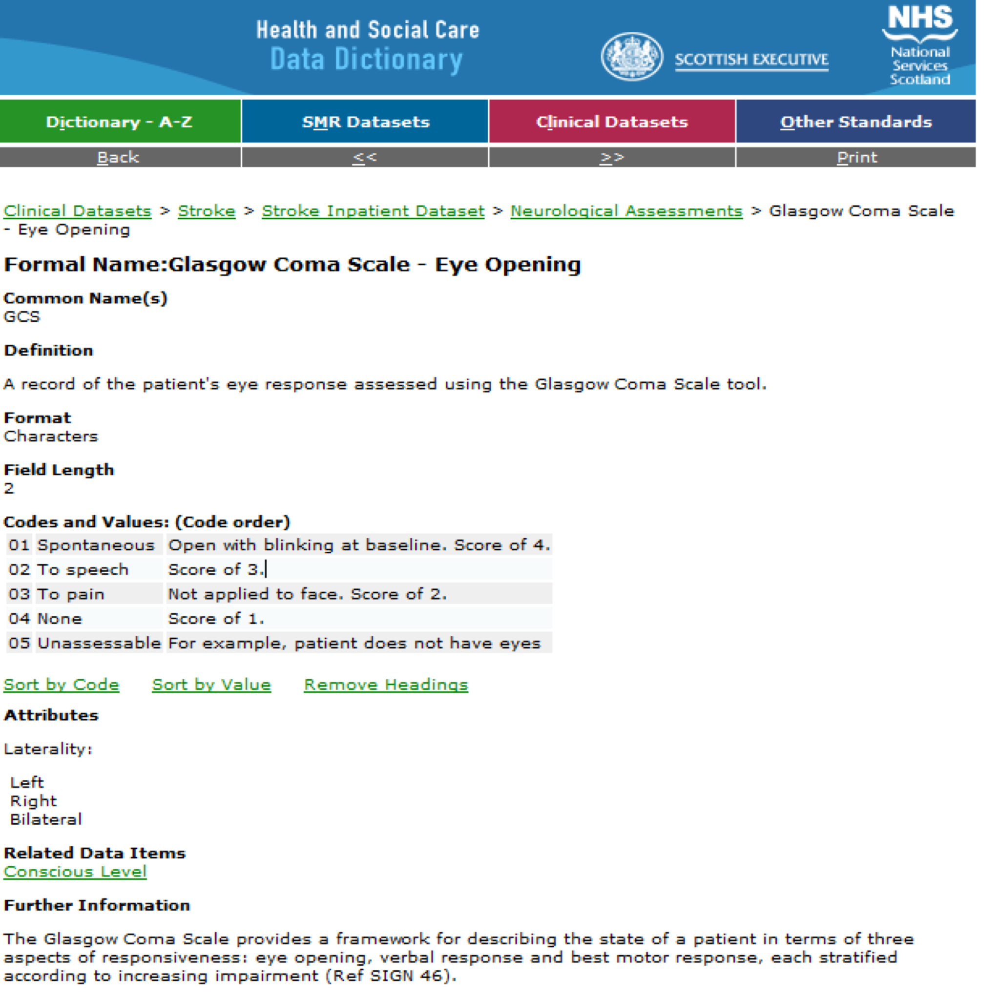 Health and Social Care
Data Dictionary
SCOTTISH EXECUTIVE
NHS
National
Services
Scotland
Dictionary - A-Z SMR Datasets Clinical Datasets Other Standards
Back << >> Print
Clinical Datasets > Stroke > Stroke Inpatient Dataset > Neurological Assessments > Glasgow Coma Scale
- Eye Opening
Formal Name:Glasgow Coma Scale - Eye Opening
Common Name(s)
GCS
Definition
A record of the patient's eye response assessed using the Glasgow Coma Scale tool.
Format
Characters
Field Length
2
Codes and Values: (Code order)
01 Spontaneous Open with blinking at baseline. Score of 4.
02 To speech Score of 3.
03 To pain Not applied to face. Score of 2.
04 None Score of 1.
05 Unassessable For example, patient does not have eyes
Sort by Code Sort by Value Remove Headings
Attributes
Laterality:
Left
Right
Bilateral
Related Data Items
Conscious Level
Further Information
The Glasgow Coma Scale provides a framework for describing the state of a patient in terms of three
aspects of responsiveness: eye opening, verbal response and best motor response, each stratified
according to increasing impairment (Ref SIGN 46).